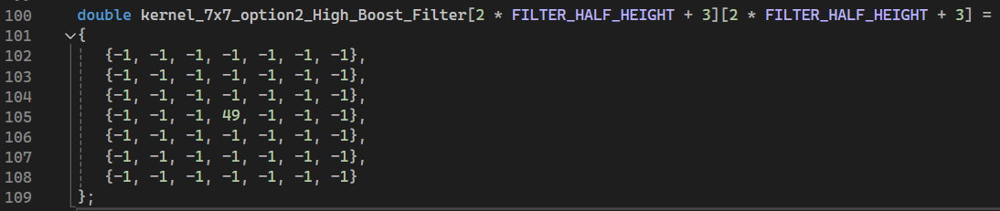 100 double kernel_7x7_option2_High_Boost_Filter[2 * FILTER_HALF_HEIGHT + 3][2 * FILTER_HALF_HEIGHT + 3] =
101 {
102 {-1, -1, -1, -1, -1, -1, -1},
103 {-1, -1, -1, -1, -1, -1, -1},
104 {-1, -1, -1, -1, -1, -1, -1},
105 {-1, -1, -1, 49, -1, -1, -1},
106 {-1, -1, -1, -1, -1, -1, -1},
107 {-1, -1, -1, -1, -1, -1, -1},
108 {-1, -1, -1, -1, -1, -1, -1}
109 };